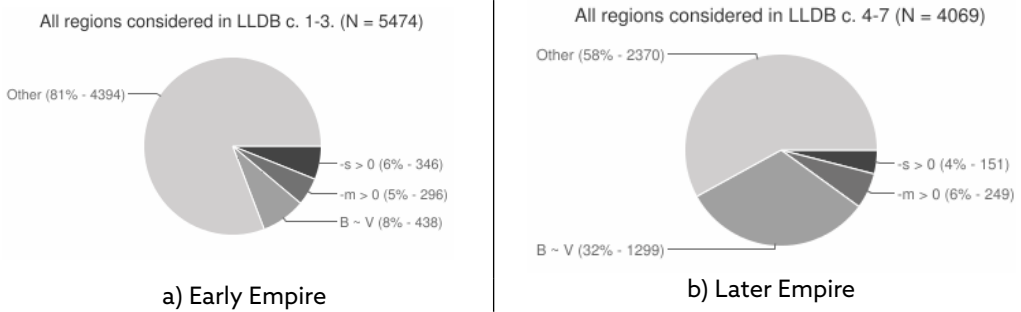 All regions considered in LLDB c. 1-3. (N = 5474)
Other (81% - 4394)
-s > 0 (6% - 346)
-m > 0 (5% - 296)
B ~ V (8% - 438)
a) Early Empire
All regions considered in LLDB c. 4-7 (N = 4069)
Other (58% - 2370)
-s > 0 (4% - 151)
-m > 0 (6% - 249)
B ~ V (32% - 1299)
b) Later Empire